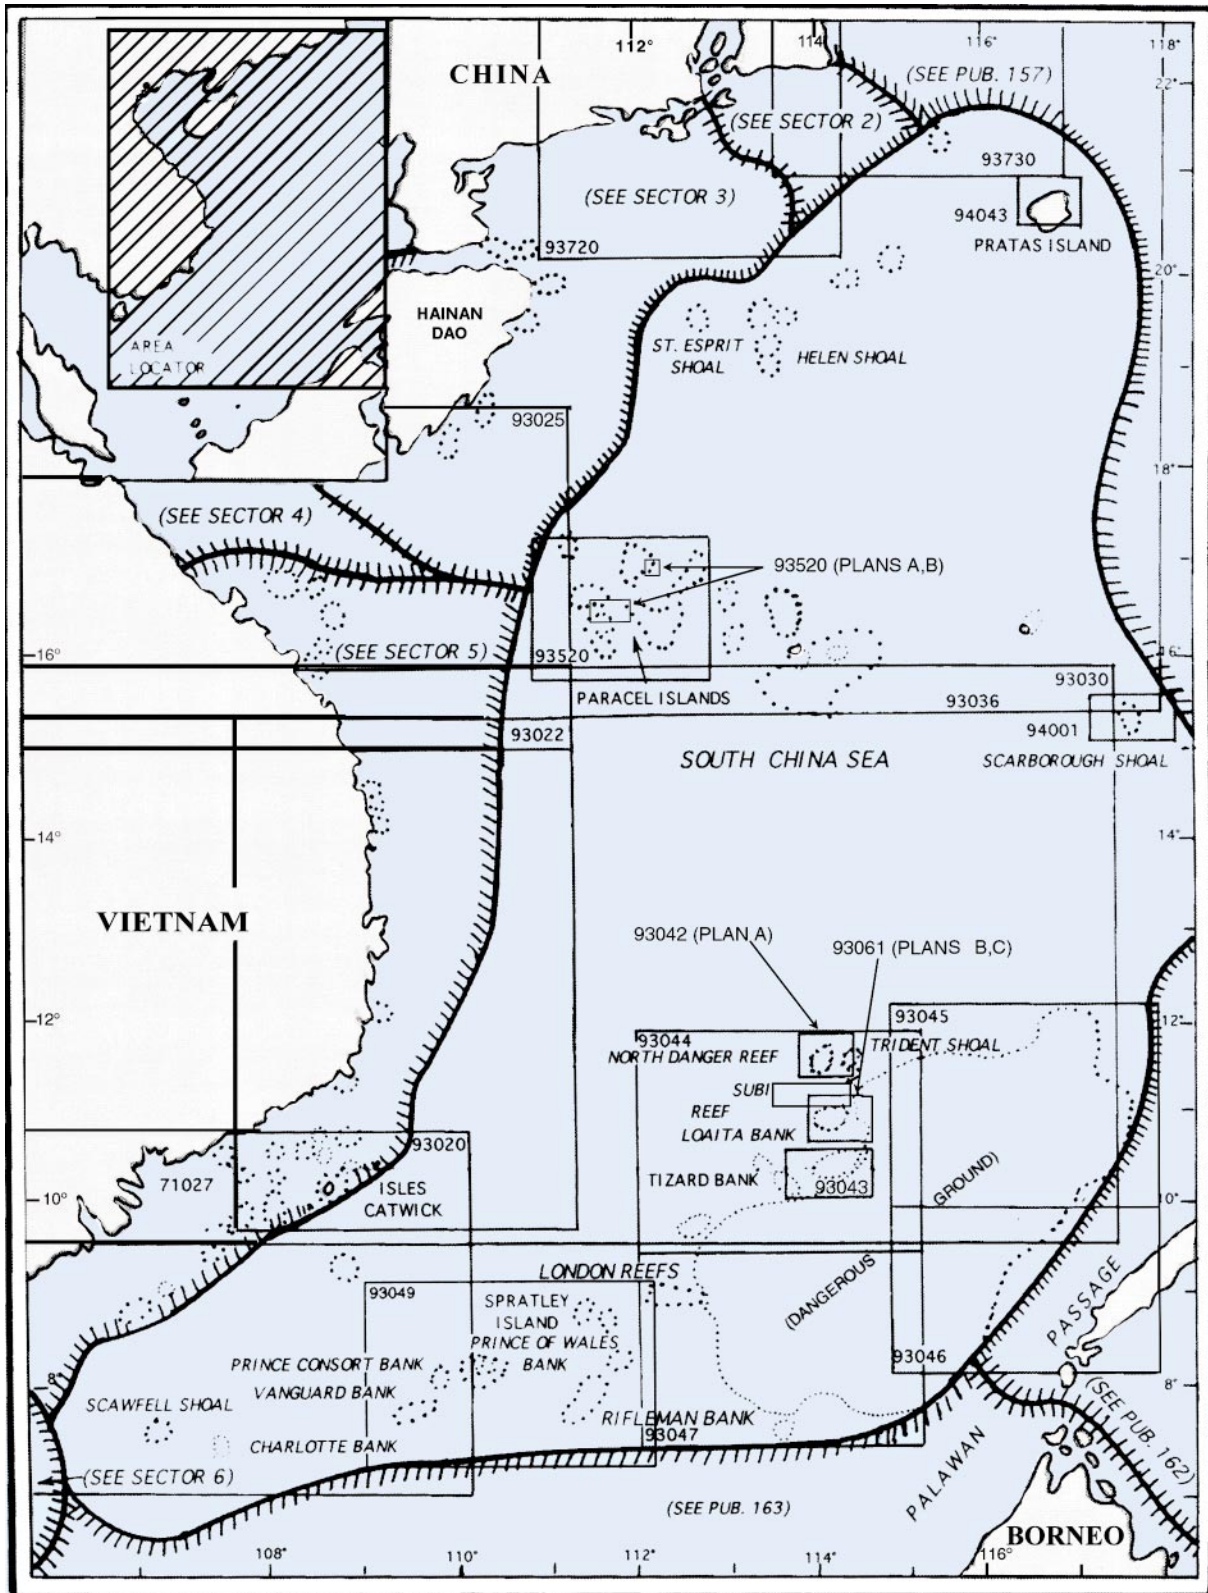 112°
114°
116°
118°
CHINA
(SEE PUB. 157)
22°
(SEE SECTOR 2)
93730
(SEE SECTOR 3)
94043
PRATAS ISLAND
93720
20°
HAINAN
DAO
ST. ESPRIT
SHOAL
HELEN SHOAL
AREA
LOCATOR
93025
18°
(SEE SECTOR 4)
93520 (PLANS A,B)
(SEE SECTOR 5)
16°
93520
16°
93030
PARACEL ISLANDS
93036
93022
94001
SOUTH CHINA SEA
SCARBOROUGH SHOAL
14°
14°
VIETNAM
93042 (PLAN A)
93061 (PLANS B,C)
12°
93045
12°
93044
TRIDENT SHOAL
NORTH DANGER REEF
SUBI
REEF
LOAITA BANK
93020
71027
ISLES
CATWICK
TIZARD BANK
93043
GROUND)
10°
10°
LONDON REEFS
(DANGEROUS
93049
SPRATLEY
ISLAND
PRINCE OF WALES
BANK
PASSAGE
93046
PRINCE CONSORT BANK
VANGUARD BANK
8°
8°
SCAWFELL SHOAL
RIFLEMAN BANK
93047
CHARLOTTE BANK
(SEE SECTOR 6)
PALAWAN
(SEE PUB. 162)
(SEE PUB. 163)
BORNEO
108°
110°
112°
114°
116°